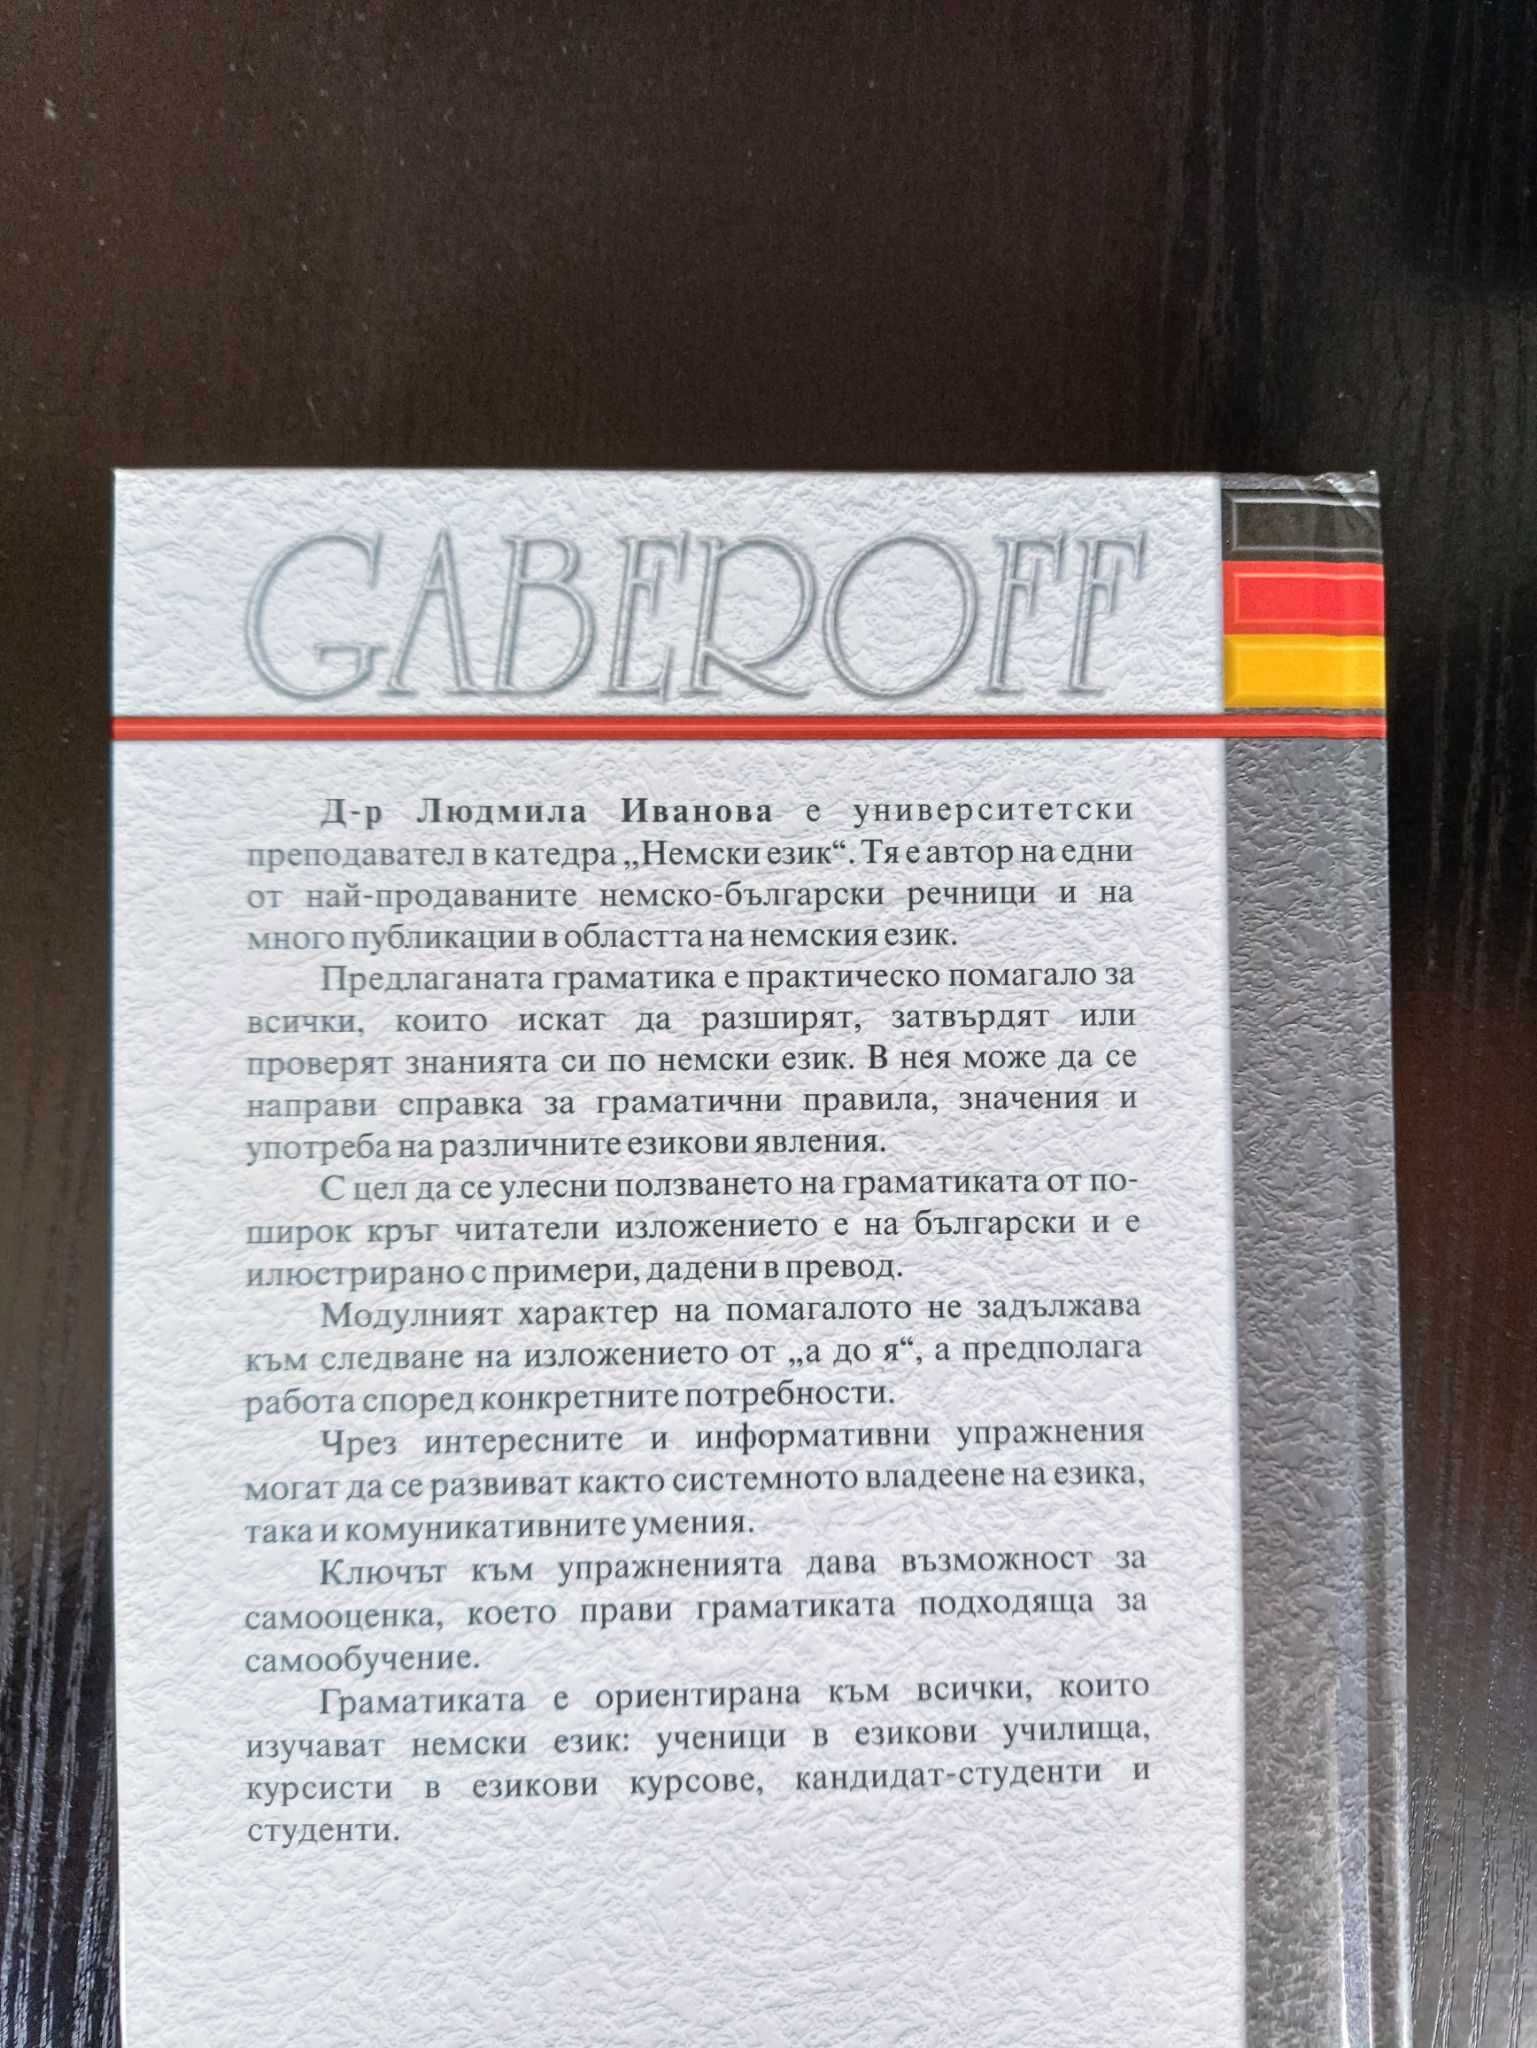 GABEROFF
Д-р Людмила Иванова е университетски
преподавател в катедра „Немски език“. Тя е автор на едни
от най-продаваните немско-български речници и на
много публикации в областта на немския език.
Предлаганата граматика е практическо помагало за
всички, които искат да разширят, затвърдят или
проверят знанията си по немски език. В нея може да се
направи справка за граматични правила, значения и
употреба на различните езикови явления.
С цел да се улесни ползването на граматиката от по-
широк кръг читатели изложението е на български и е
илюстрирано с примери, дадени в превод.
Модулният характер на помагалото не задължава
към следване на изложението от „а до я“, а предполага
работа според конкретните потребности.
Чрез интересните и информативни упражнения
могат да се развиват както системното владеене на езика,
така и комуникативните умения.
Ключът към упражненията дава възможност за
самооценка, което прави граматиката подходяща за
самообучение.
Граматиката е ориентирана към всички, които
изучават немски език: ученици в езикови училища,
курсисти в езикови курсове, кандидат-студенти и
студенти.